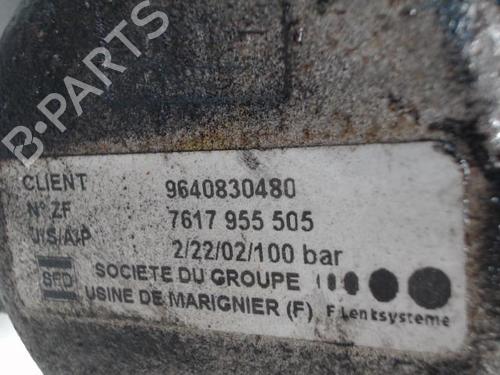 B-PARTS
CLIENT 9640830480
N° ZF 7617 955 505
J/S/A/P 2/22/02/100 bar
SOCIETE DU GROUPE
USINE DE MARIGNIER (F) F Lenksysteme